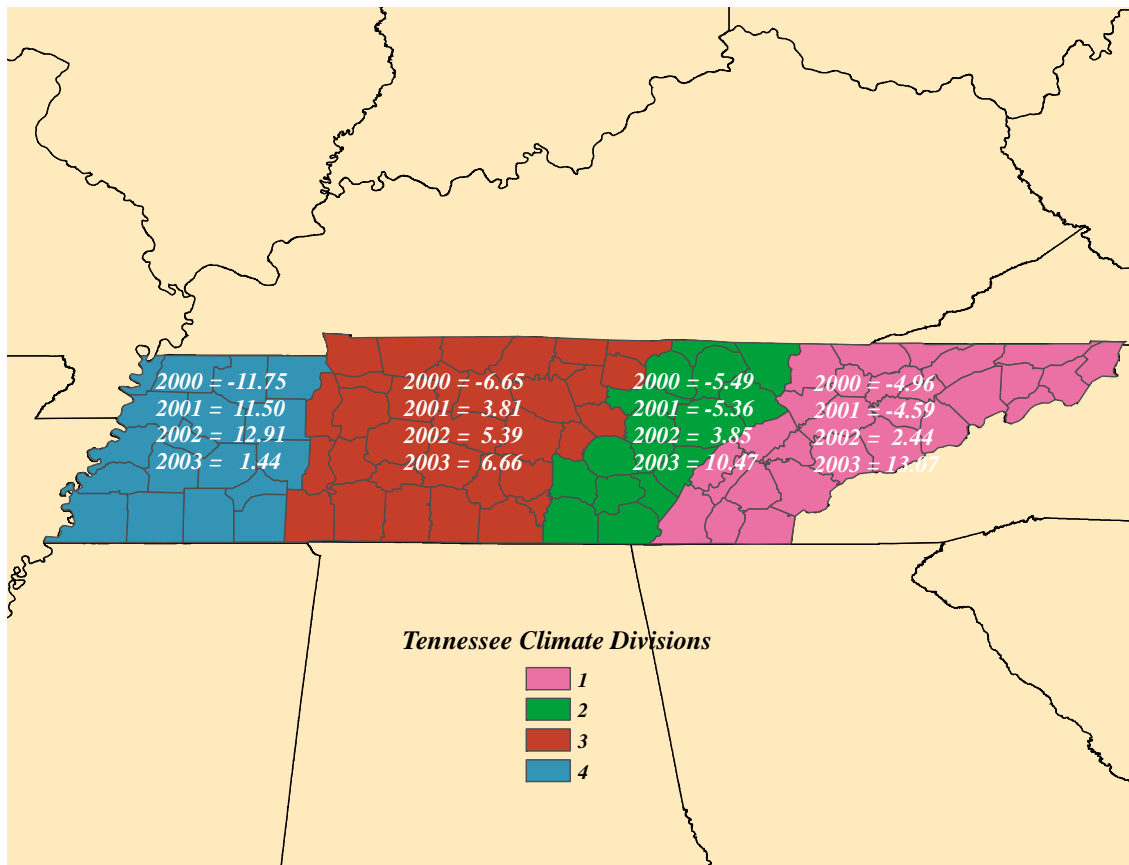 2000 = -11.75
2001 = 11.50
2002 = 12.91
2003 = 1.44
2000 = -6.65
2001 = 3.81
2002 = 5.39
2003 = 6.66
2000 = -5.49
2001 = -5.36
2002 = 3.85
2003 = 10.47
2000 = -4.96
2001 = -4.59
2002 = 2.44
2003 = 13.07
Tennessee Climate Divisions
1
2
3
4